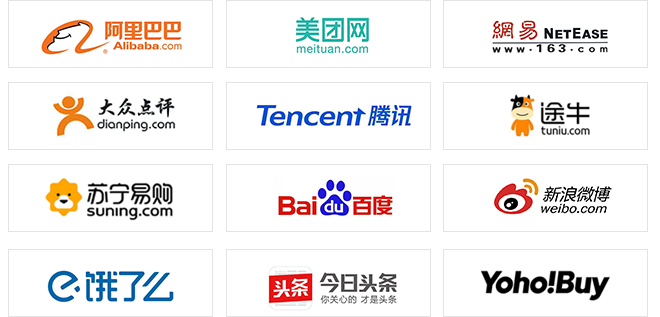 阿里巴巴
Alibaba.com
美团网
meituan.com
網易 NETEASE
www.163.com
大众点评
dianping.com
Tencent 腾讯
途牛
tuniu.com
苏宁易购
suning.com
Bai du 百度
新浪微博
weibo.com
e 饿了么
头条 今日头条
你关心的 才是头条
Yoho!Buy